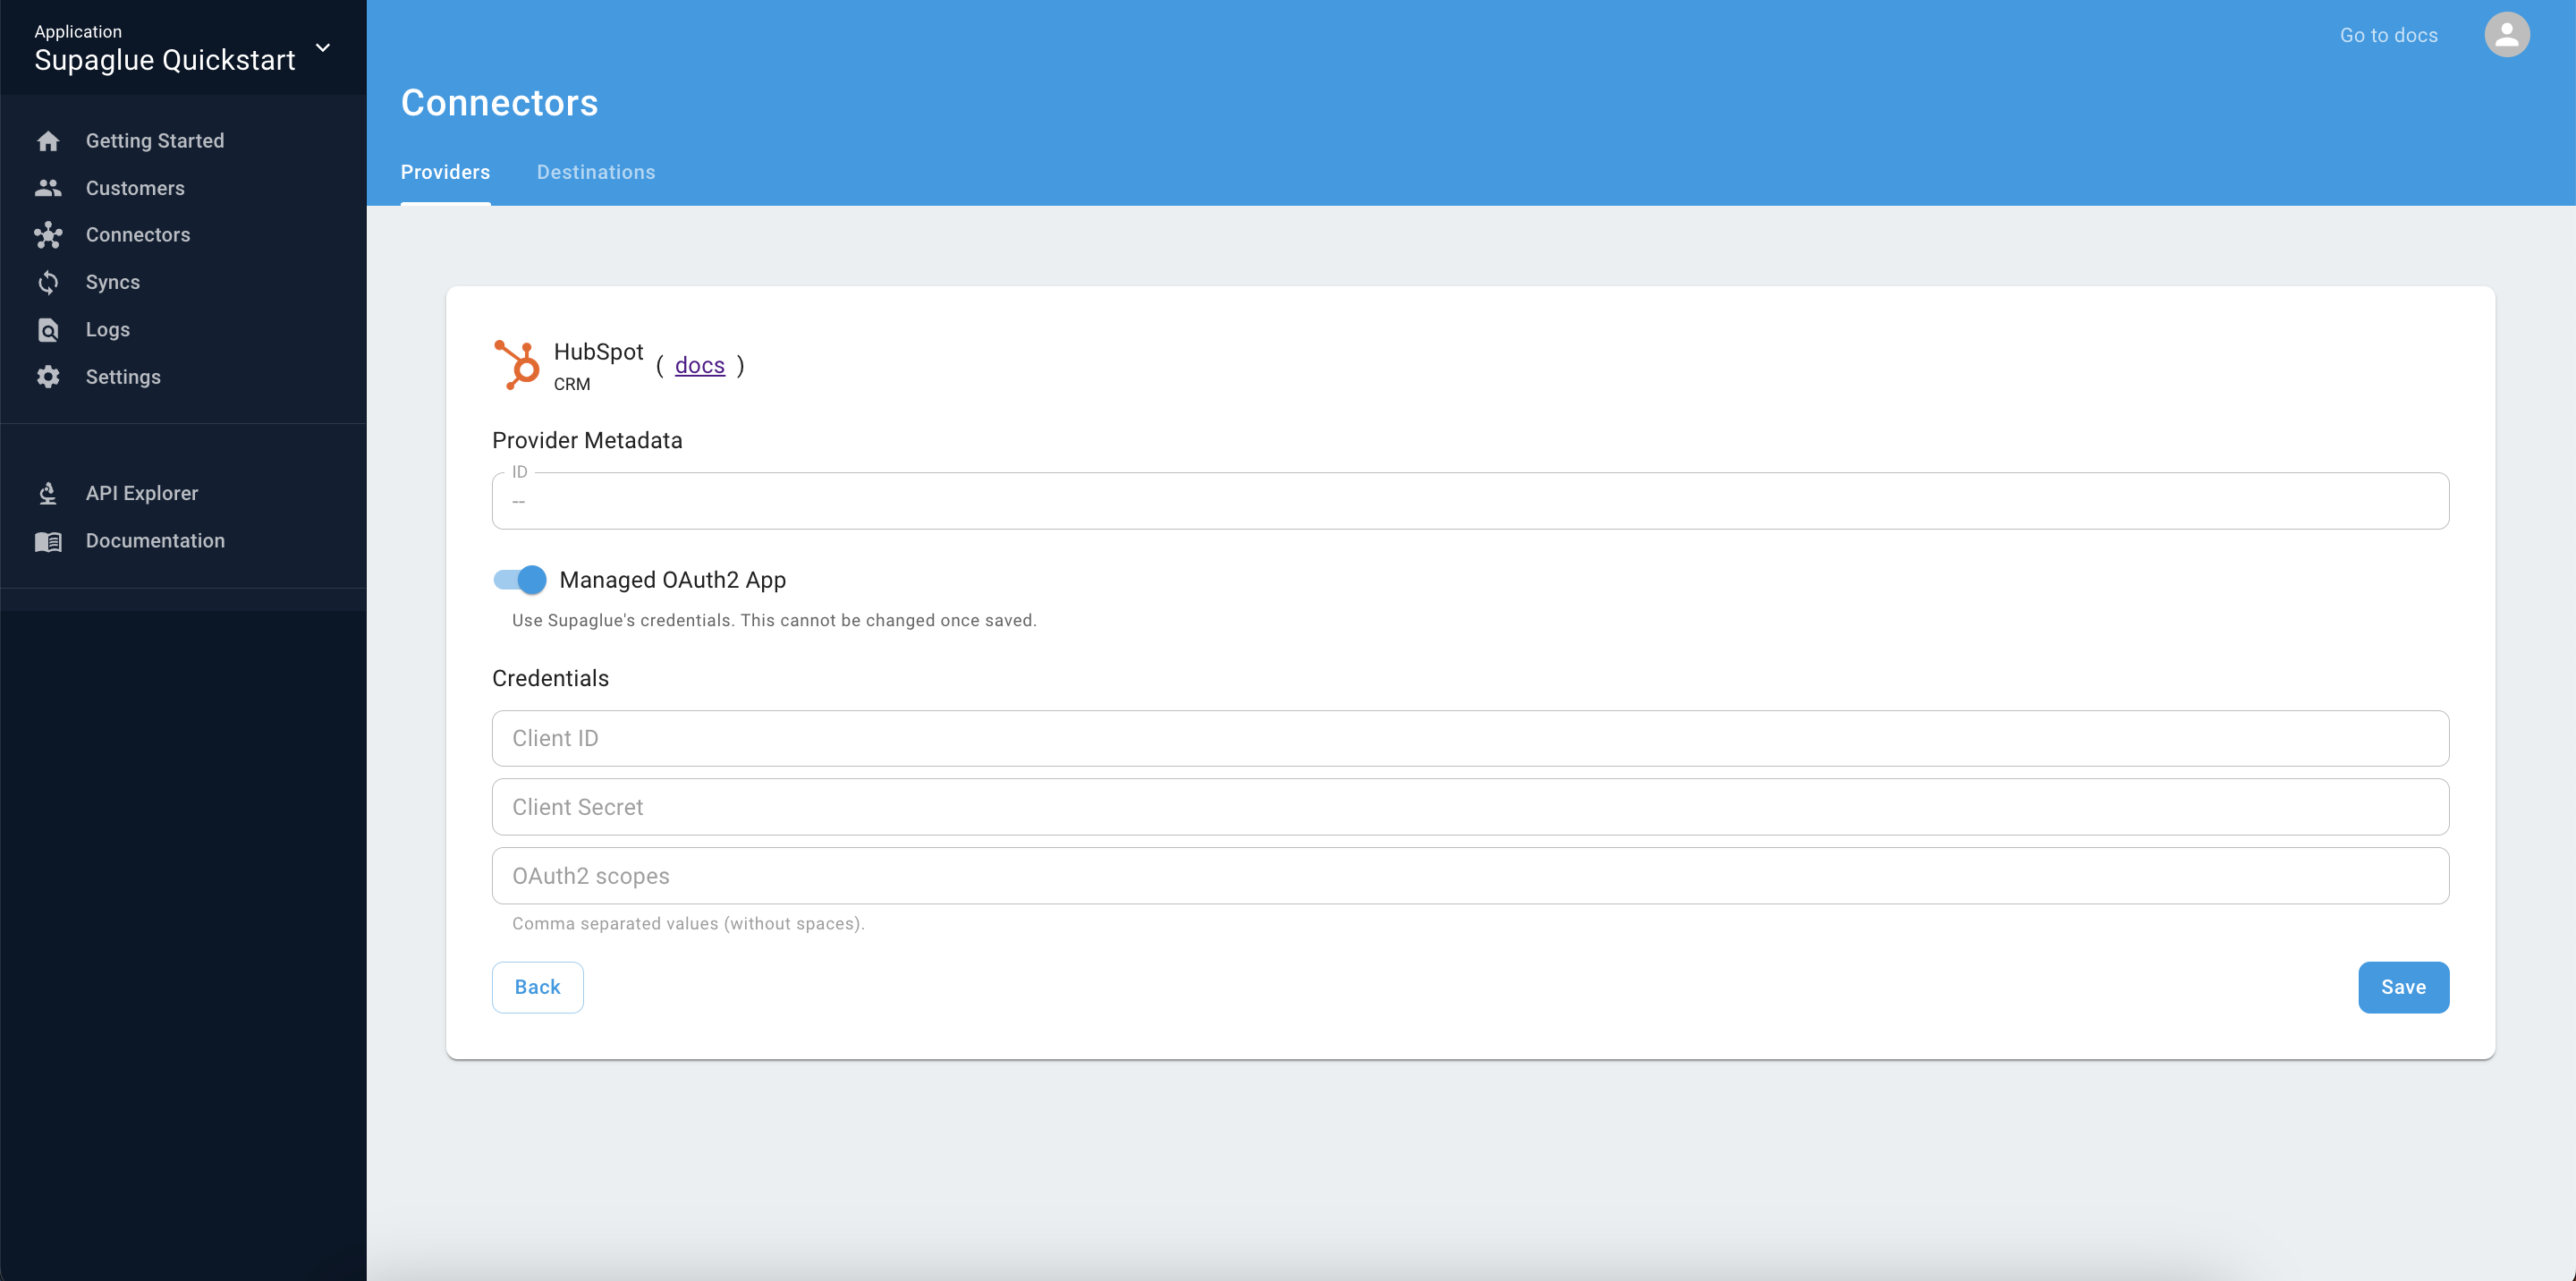 Application
Supaglue Quickstart
Getting Started
Customers
Connectors
Syncs
Logs
Settings
API Explorer
Documentation
Go to docs
Connectors
Providers
Destinations
HubSpot
CRM
( docs )
Provider Metadata
ID
--
Managed OAuth2 App
Use Supaglue's credentials. This cannot be changed once saved.
Credentials
Client ID
Client Secret
OAuth2 scopes
Comma separated values (without spaces).
Back
Save